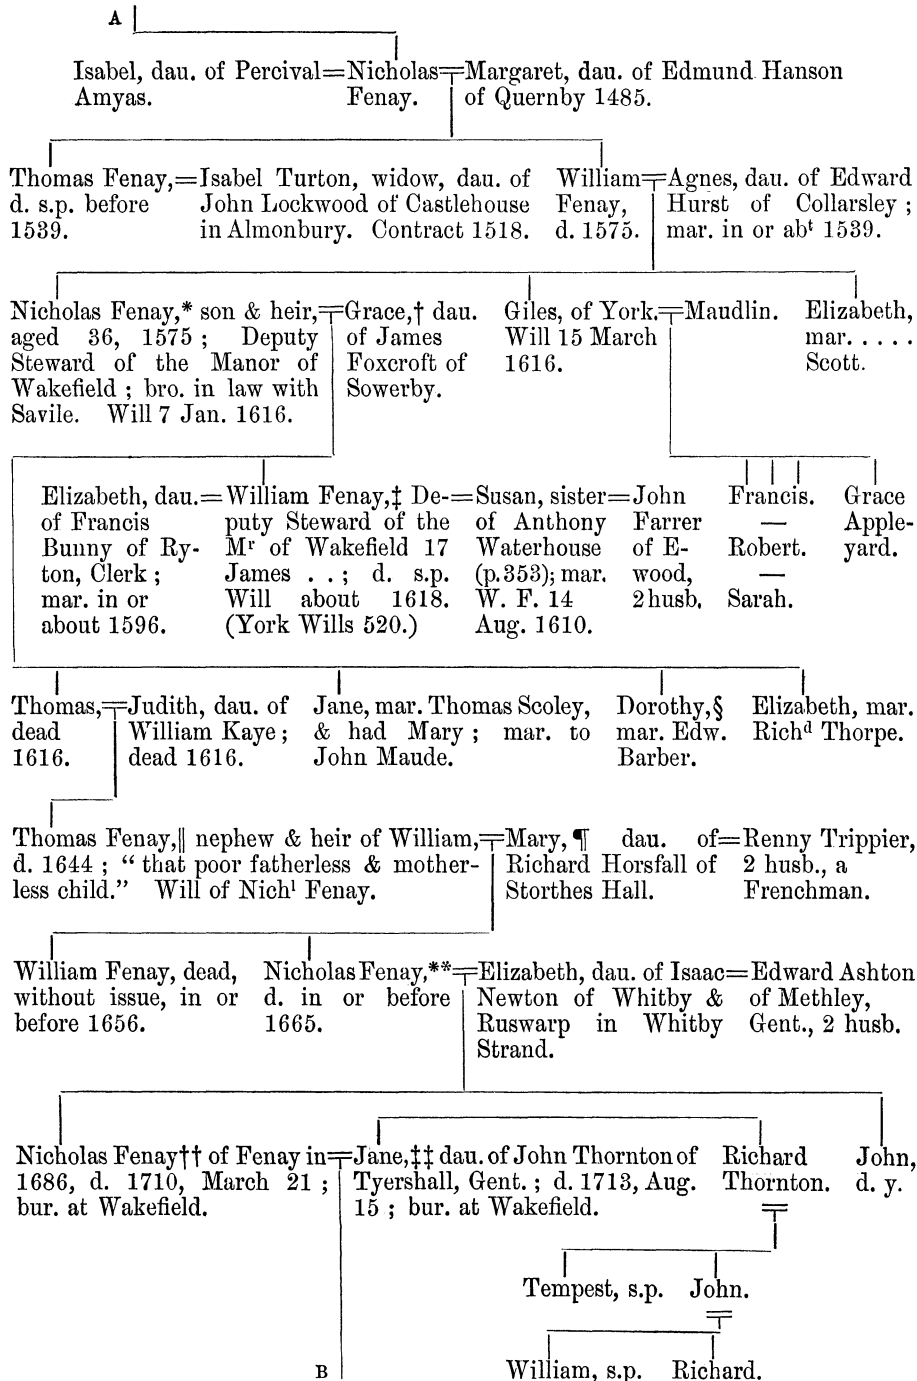 A
Isabel, dau. of Percival=Nicholas=Margaret, dau. of Edmund Hanson
Amyas. Fenay. of Quernby 1485.
Thomas Fenay,=Isabel Turton, widow, dau. of
d. s.p. before John Lockwood of Castlehouse
1539. in Almonbury. Contract 1518.
William=Agnes, dau. of Edward
Fenay, Hurst of Collarsley;
d. 1575. mar. in or abt 1539.
Nicholas Fenay,* son & heir,
aged 36, 1575; Deputy
Steward of the Manor of
Wakefield; bro. in law with
Savile. Will 7 Jan. 1616.
=Grace,† dau.
of James
Foxcroft of
Sowerby.
Giles, of York.=Maudlin.
Will 15 March
1616.
Elizabeth,
mar. . . . .
Scott.
Elizabeth, dau.=
of Francis
Bunny of Ry-
ton, Clerk;
mar. in or
about 1596.
William Fenay,‡ De-=
puty Steward of the
Mr of Wakefield 17
James . . ; d. s.p.
Will about 1618.
(York Wills 520.)
Susan, sister=
of Anthony
Waterhouse
(p. 353); mar.
W. F. 14
Aug. 1610.
John
Farrer
of E-
wood,
2 husb.
Francis.
—
Robert.
—
Sarah.
Grace
Apple-
yard.
Thomas,=
dead
1616.
Judith, dau. of
William Kaye;
dead 1616.
Jane, mar. Thomas Scoley,
& had Mary; mar. to
John Maude.
Dorothy,§
mar. Edw.
Barber.
Elizabeth, mar.
Richd Thorpe.
Thomas Fenay,‖ nephew & heir of William,=
d. 1644; “that poor fatherless & mother-
less child.” Will of Nichl Fenay.
Mary,¶ dau. of=
Richard Horsfall of
Storthes Hall.
Renny Trippier,
2 husb., a
Frenchman.
William Fenay, dead,
without issue, in or
before 1656.
Nicholas Fenay,**=
d. in or before
1665.
Elizabeth, dau. of Isaac=
Newton of Whitby &
Ruswarp in Whitby
Strand.
Edward Ashton
of Methley,
Gent., 2 husb.
Nicholas Fenay†† of Fenay in=
1686, d. 1710, March 21;
bur. at Wakefield.
Jane,‡‡ dau. of John Thornton of
Tyershall, Gent.; d. 1713, Aug.
15; bur. at Wakefield.
Richard
Thornton.
=
John,
d. y.
Tempest, s.p. John.
=
William, s.p. Richard.
B